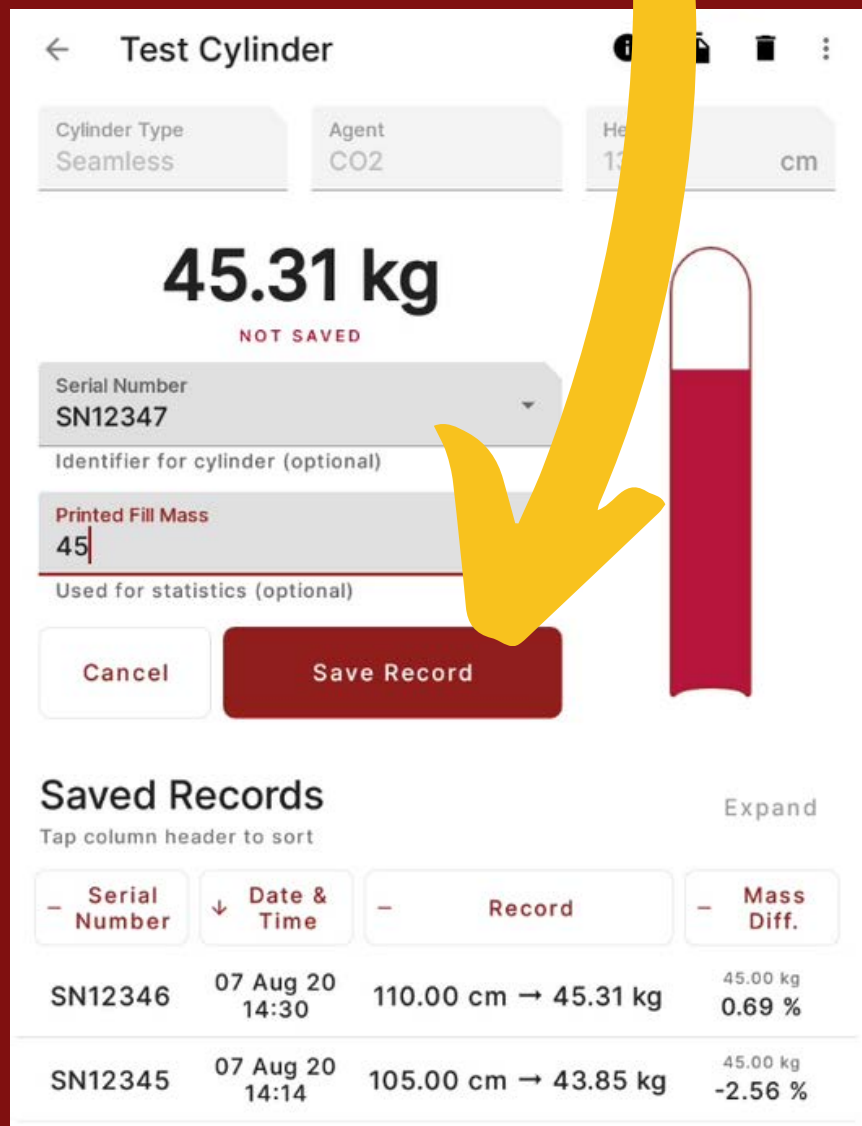 Test Cylinder
Cylinder Type
Agent
Seamless
CO2
cm
45.31 kg
NOT SAVED
Serial Number
SN12347
Identifier for cylinder (optional)
Printed Fill Mass
45
Used for statistics (optional)
Cancel
Save Record
Saved Records
Expand
Tap column header to sort
Serial Number
Date & Time
Record
Mass Diff.
SN12346
07 Aug 20
14:30
110.00 cm → 45.31 kg
45.00 kg
0.69 %
SN12345
07 Aug 20
14:14
105.00 cm → 43.85 kg
45.00 kg
-2.56 %